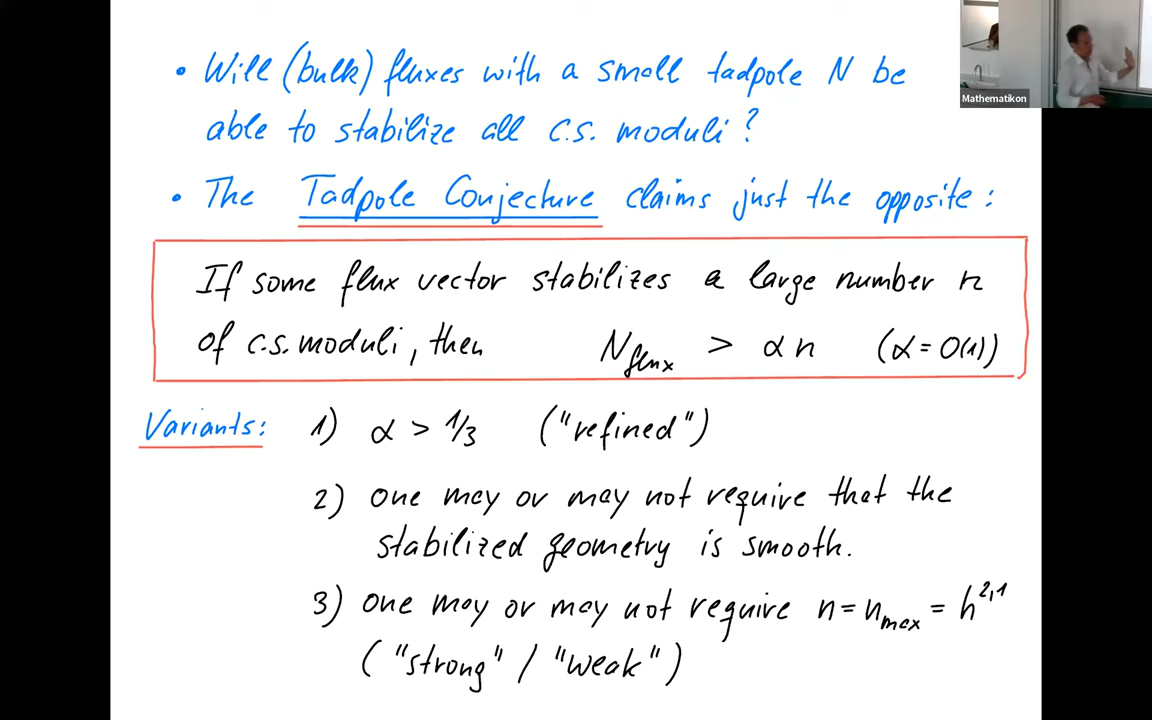 • Will (bulk) fluxes with a small tadpole N be
able to stabilize all c.s. moduli?
• The Tadpole Conjecture claims just the opposite:
If some flux vector stabilizes a large number n
of c.s. moduli, then N_flux > α n (α = O(1))
Variants: 1) α > 1/3 ("refined")
2) one may or may not require that the
stabilized geometry is smooth.
3) one may or may not require n = n_max = h^{2,1}
("strong" / "weak")
Mathematikon